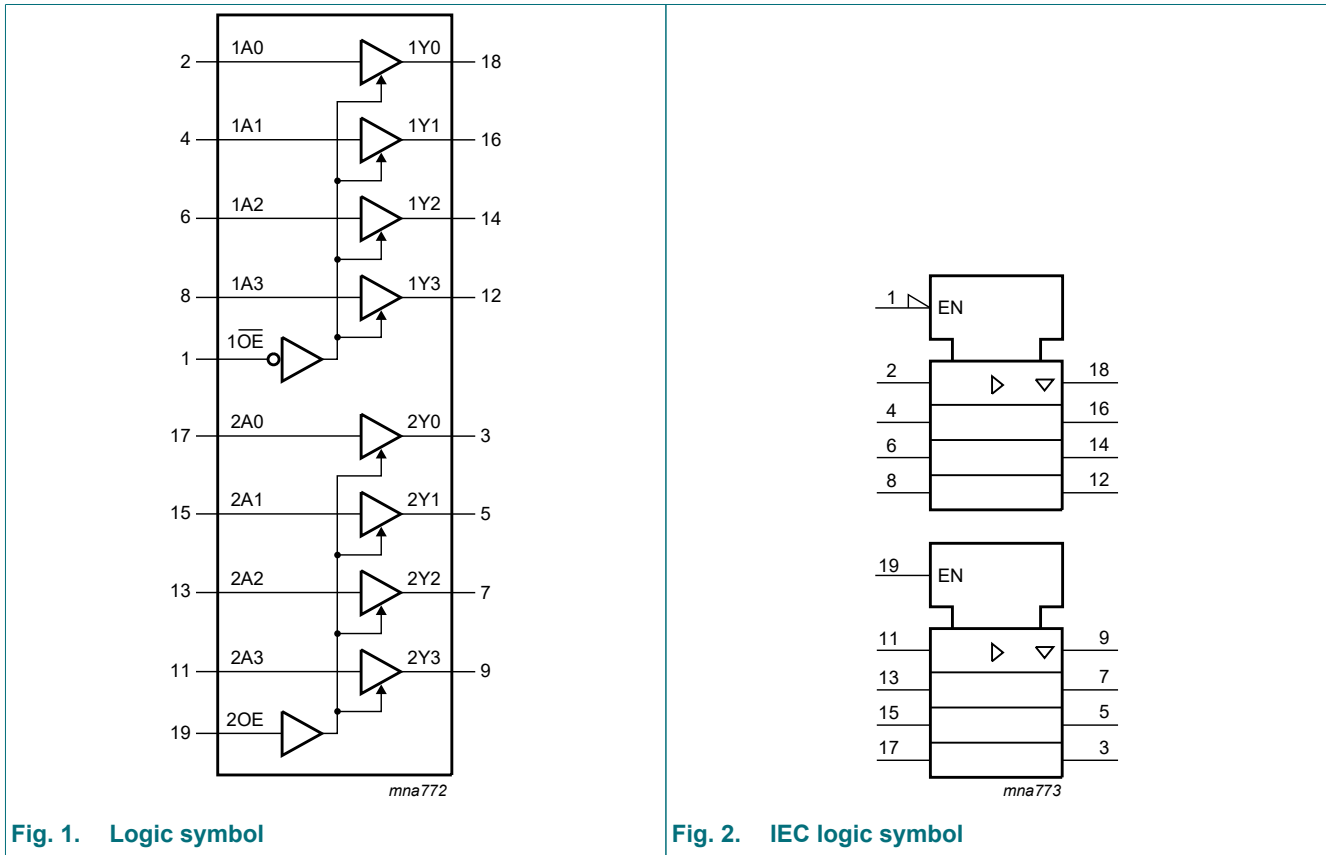 2 1A0 1Y0 18
4 1A1 1Y1 16
6 1A2 1Y2 14
8 1A3 1Y3 12
1 1O̅E̅
17 2A0 2Y0 3
15 2A1 2Y1 5
13 2A2 2Y2 7
11 2A3 2Y3 9
19 2OE
mna772
Fig. 1. Logic symbol
1 EN
2 18
4 16
6 14
8 12
19 EN
11 9
13 7
15 5
17 3
mna773
Fig. 2. IEC logic symbol